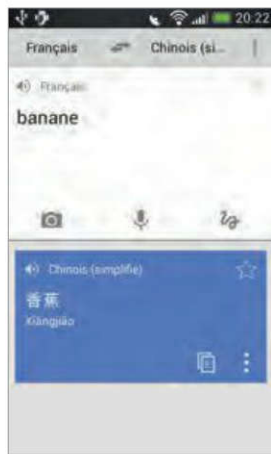 20:22
Français Chinois (si...
Français
banane
Chinois (simplifié)
香蕉
Xiāngjiāo